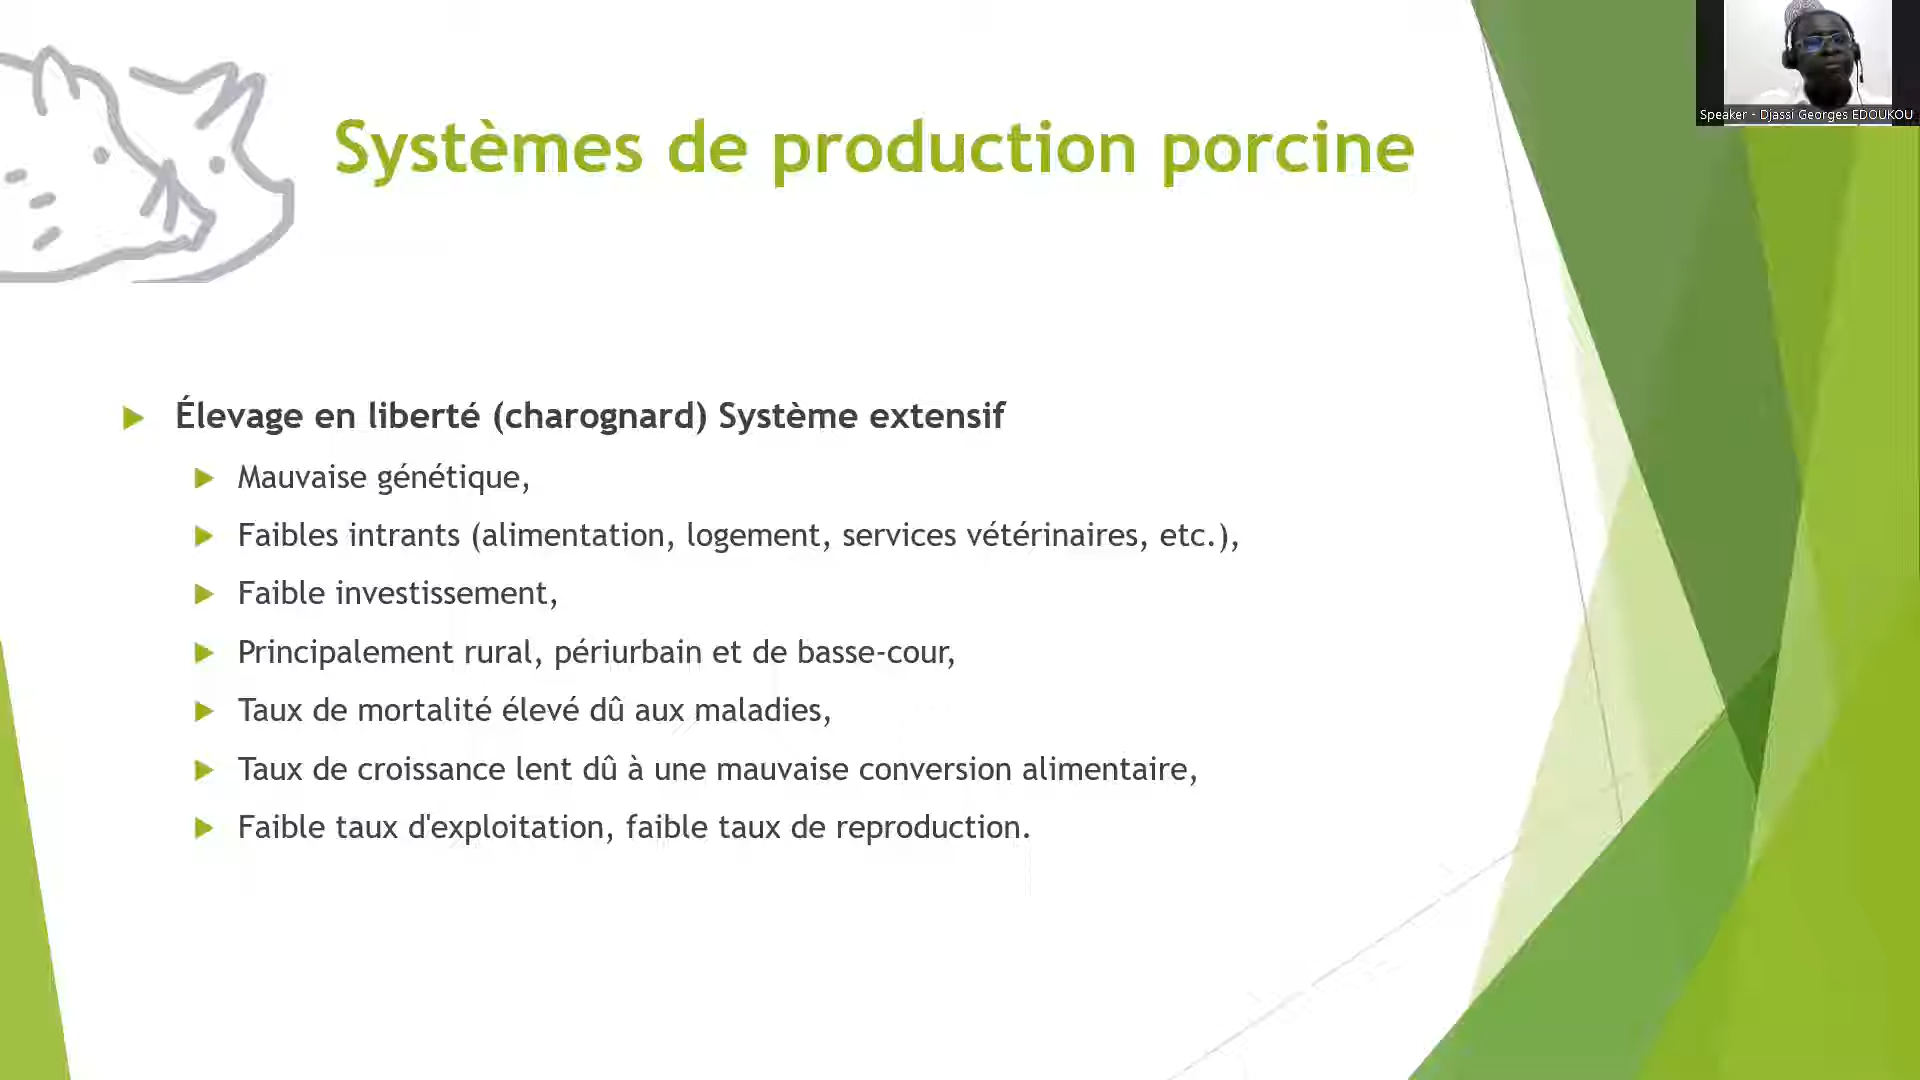 Speaker - Djassi Georges EDOUKOU
Systèmes de production porcine
Élevage en liberté (charognard) Système extensif
Mauvaise génétique,
Faibles intrants (alimentation, logement, services vétérinaires, etc.),
Faible investissement,
Principalement rural, périurbain et de basse-cour,
Taux de mortalité élevé dû aux maladies,
Taux de croissance lent dû à une mauvaise conversion alimentaire,
Faible taux d'exploitation, faible taux de reproduction.